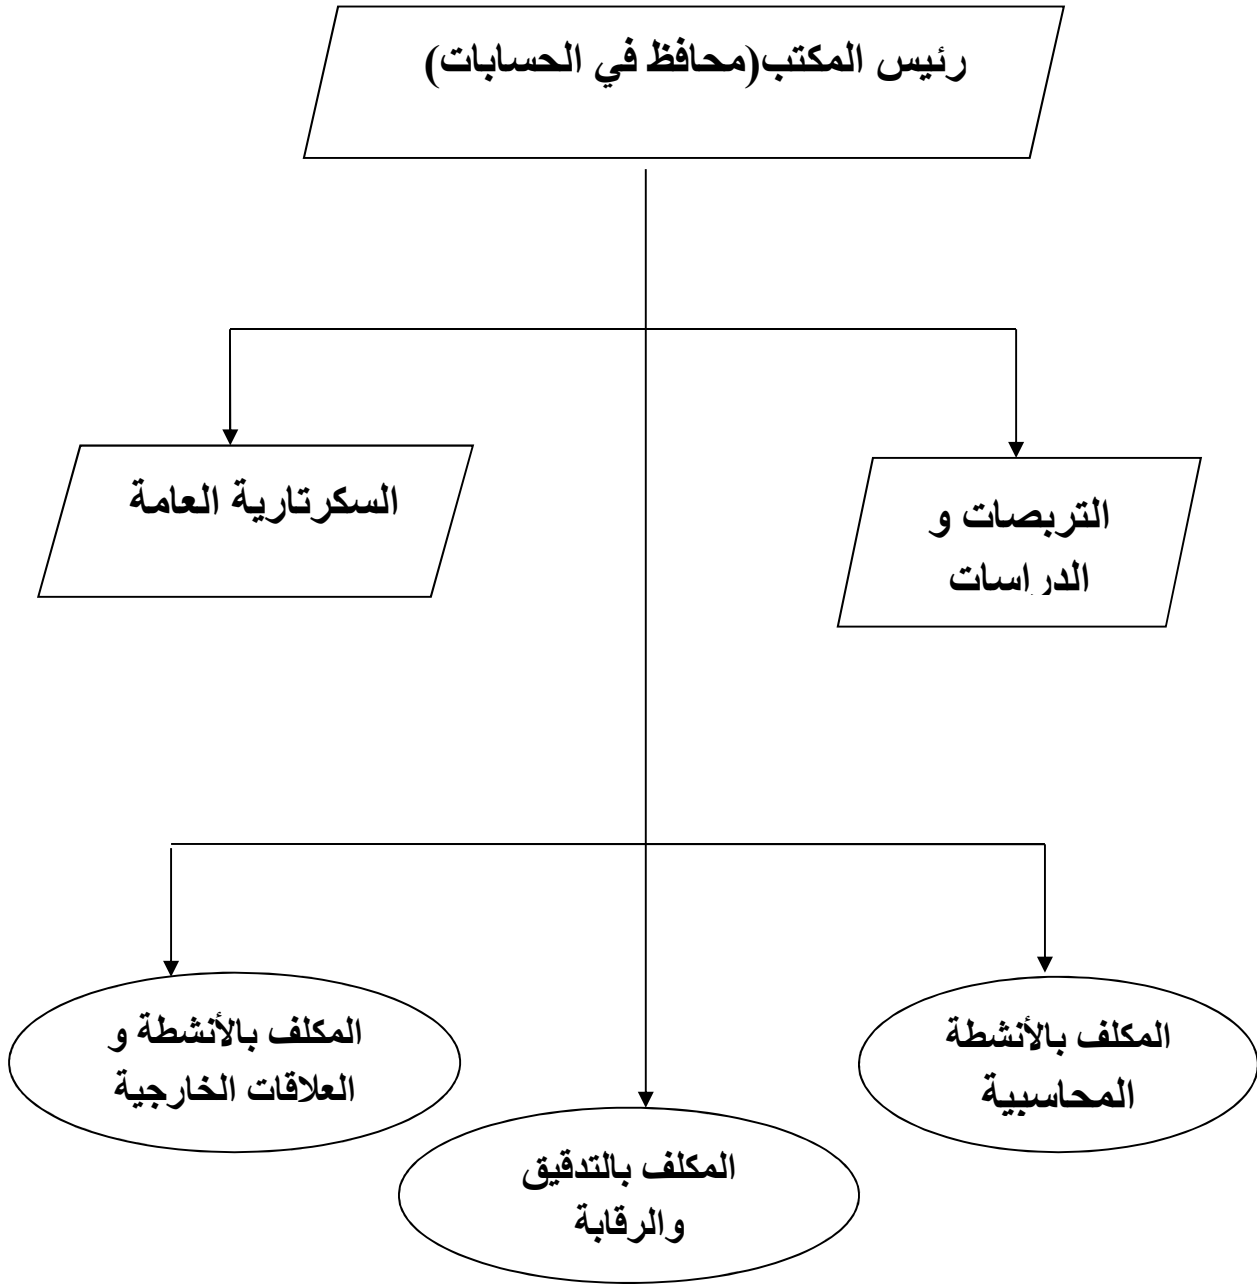 رئيس المكتب(محافظ في الحسابات)
التربصات و
الدراسات
السكرتارية العامة
المكلف بالأنشطة
المحاسبية
المكلف بالتدقيق
والرقابة
المكلف بالأنشطة و
العلاقات الخارجية